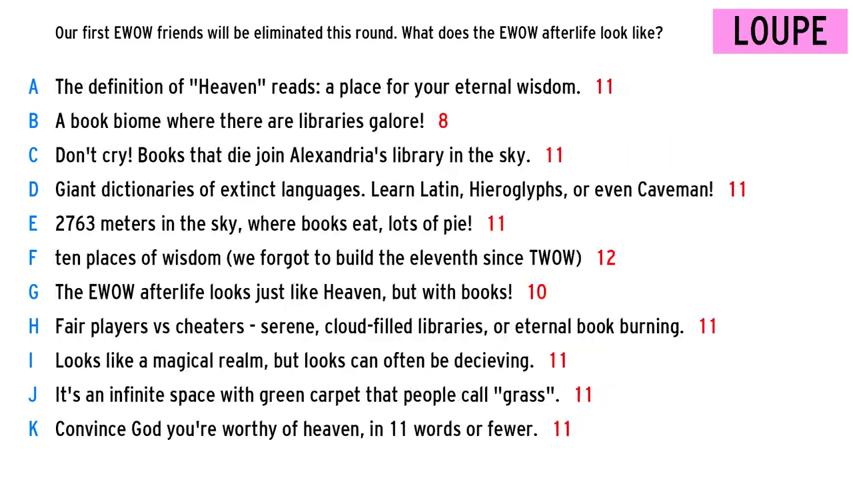 Our first EWOW friends will be eliminated this round. What does the EWOW afterlife look like?
LOUPE
A The definition of "Heaven" reads: a place for your eternal wisdom. 11
B A book biome where there are libraries galore! 8
C Don't cry! Books that die join Alexandria's library in the sky. 11
D Giant dictionaries of extinct languages. Learn Latin, Hieroglyphs, or even Caveman! 11
E 2763 meters in the sky, where books eat, lots of pie! 11
F ten places of wisdom (we forgot to build the eleventh since TWOW) 12
G The EWOW afterlife looks just like Heaven, but with books! 10
H Fair players vs cheaters - serene, cloud-filled libraries, or eternal book burning. 11
I Looks like a magical realm, but looks can often be decieving. 11
J It's an infinite space with green carpet that people call "grass". 11
K Convince God you're worthy of heaven, in 11 words or fewer. 11